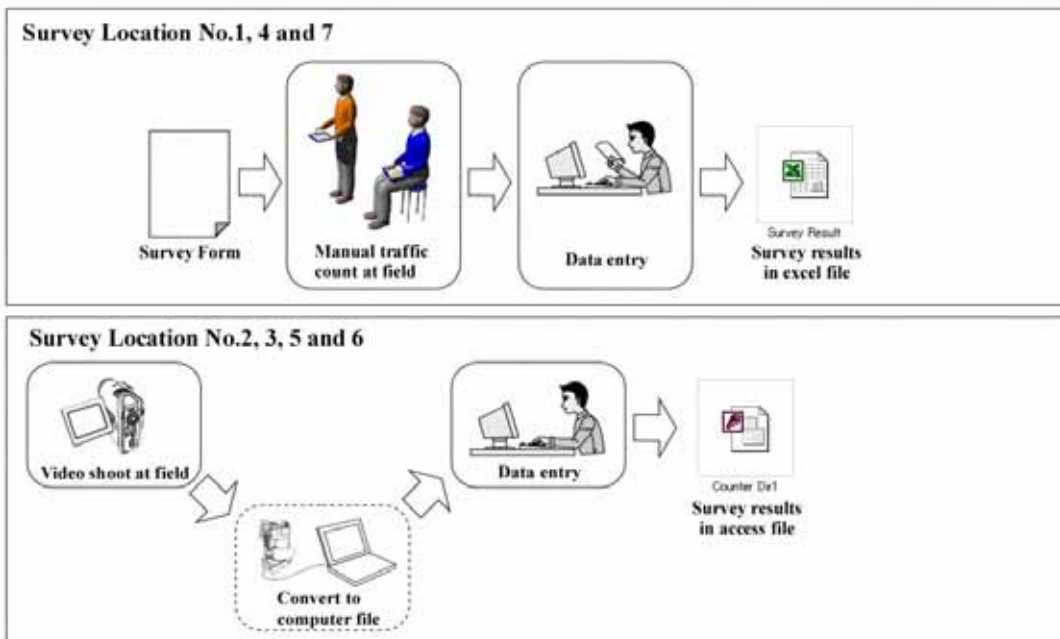 Survey Location No.1, 4 and 7
Survey Form
Manual traffic
count at field
Data entry
Survey Result
Survey results
in excel file
Survey Location No.2, 3, 5 and 6
Video shoot at field
Convert to
computer file
Data entry
Counter Dir1
Survey results
in access file